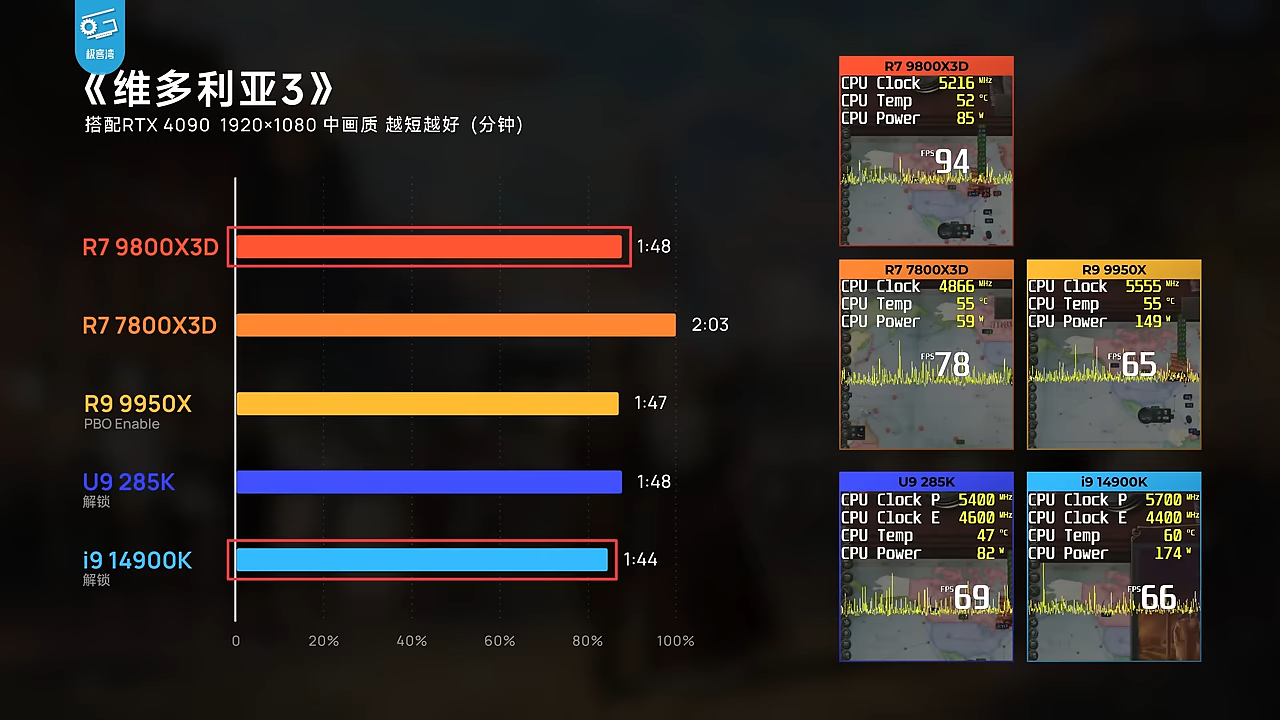 极客湾
《维多利亚3》
搭配RTX 4090 1920×1080 中画质 越短越好（分钟）
R7 9800X3D 1:48
R7 7800X3D 2:03
R9 9950X 1:47
PBO Enable
U9 285K 1:48
解锁
i9 14900K 1:44
解锁
0 20% 40% 60% 80% 100%
R7 9800X3D
CPU Clock 5216 MHz
CPU Temp 52 °C
CPU Power 85 W
FPS 94
R7 7800X3D
CPU Clock 4866 MHz
CPU Temp 55 °C
CPU Power 59 W
FPS 78
R9 9950X
CPU Clock 5555 MHz
CPU Temp 55 °C
CPU Power 149 W
FPS 65
U9 285K
CPU Clock P 5400 MHz
CPU Clock E 4600 MHz
CPU Temp 47 °C
CPU Power 82 W
FPS 69
i9 14900K
CPU Clock P 5700 MHz
CPU Clock E 4400 MHz
CPU Temp 60 °C
CPU Power 174 W
FPS 66